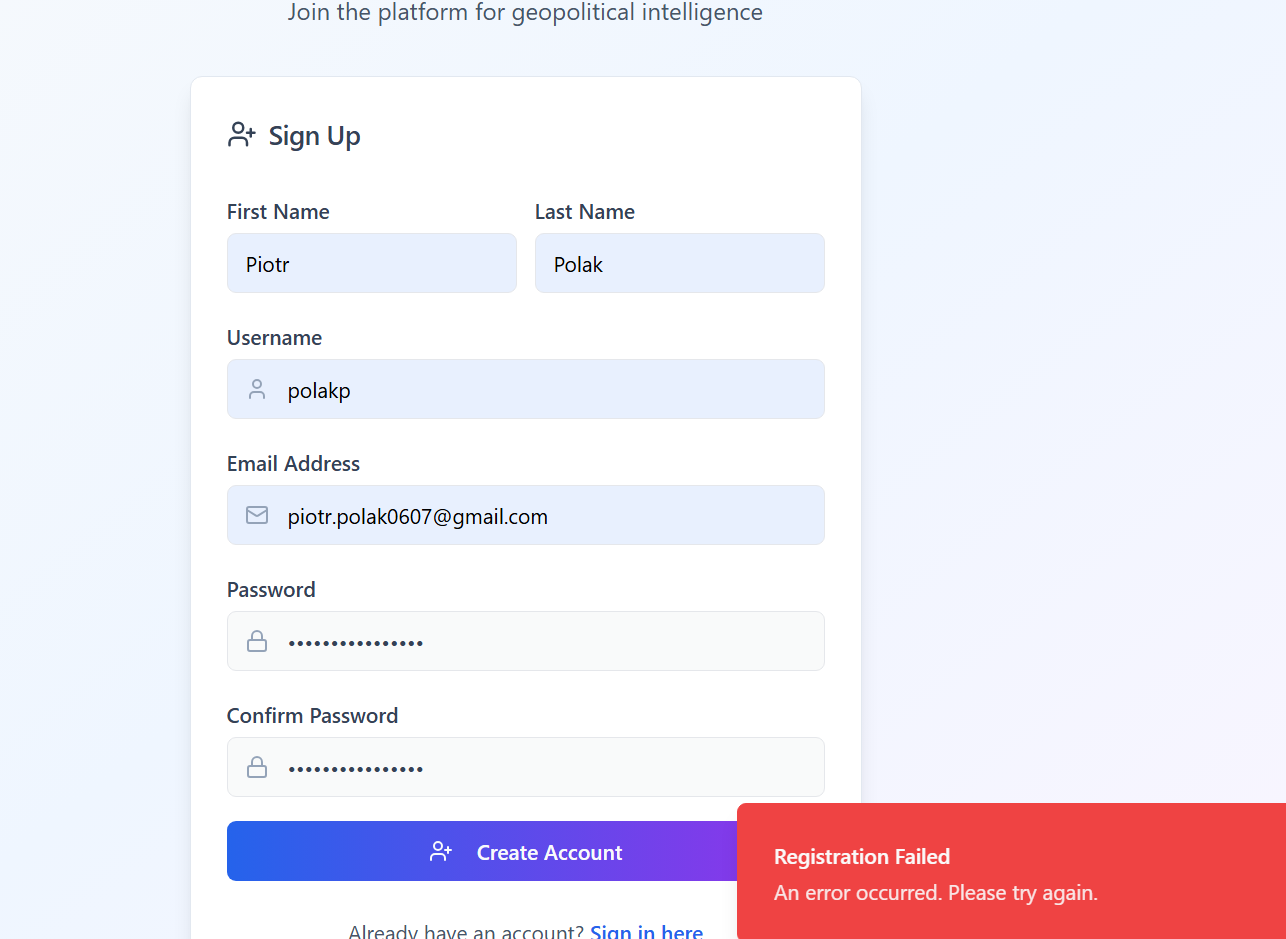 Join the platform for geopolitical intelligence
Sign Up
First Name Last Name
Piotr Polak
Username
polakp
Email Address
piotr.polak0607@gmail.com
Password
••••••••••••••••
Confirm Password
••••••••••••••••
Create Account
Registration Failed
An error occurred. Please try again.
Already have an account? Sign in here